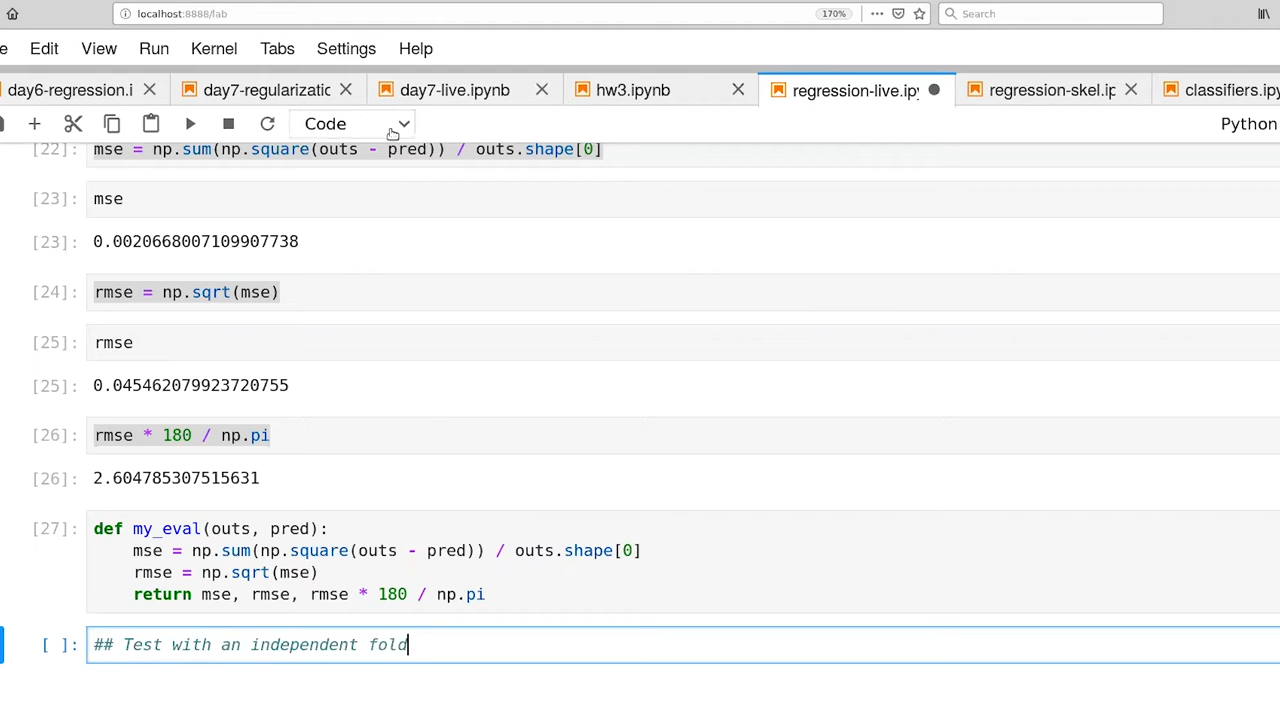 localhost:8888/lab
170%
Search
e Edit View Run Kernel Tabs Settings Help
day6-regression.i
day7-regularizatic
day7-live.ipynb
hw3.ipynb
regression-live.ipy
regression-skel.ip
classifiers.ipy
Code
Python
[22]: mse = np.sum(np.square(outs - pred)) / outs.shape[0]
[23]: mse
[23]: 0.0020668007109907738
[24]: rmse = np.sqrt(mse)
[25]: rmse
[25]: 0.045462079923720755
[26]: rmse * 180 / np.pi
[26]: 2.604785307515631
[27]: def my_eval(outs, pred):
mse = np.sum(np.square(outs - pred)) / outs.shape[0]
rmse = np.sqrt(mse)
return mse, rmse, rmse * 180 / np.pi
[ ]: ## Test with an independent fold